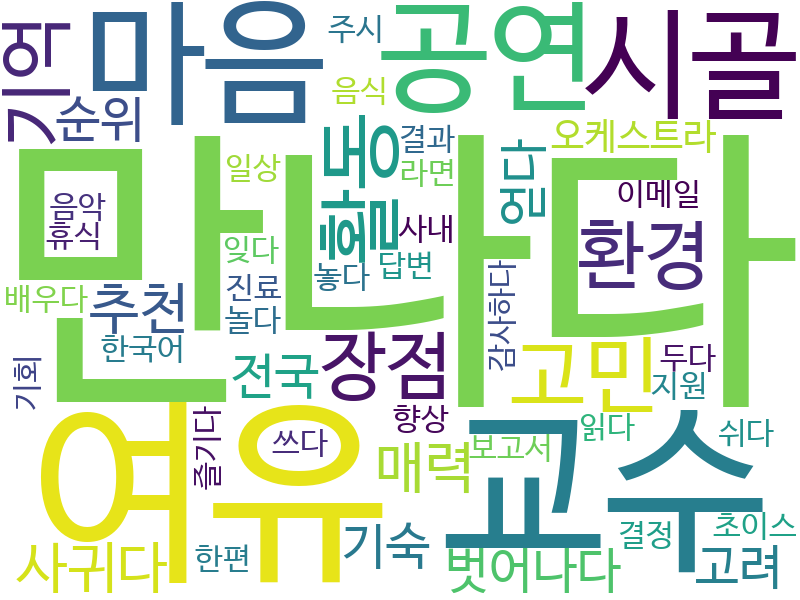 기억
마음
주시
공연
시골
음식
순위
만나다
활동
결과
오케스트라
일상
라면
얻다
이메일
음악
휴식
사내
환경
잊다
답변
배우다
추천
진료
놓다
감사하다
놀다
한국어
기회
전국
장점
고민
두다
지원
여유
즐기다
쓰다
향상
교수
읽다
쉬다
매력
보고서
사귀다
한편
기숙
벗어나다
결정
초이스
고려